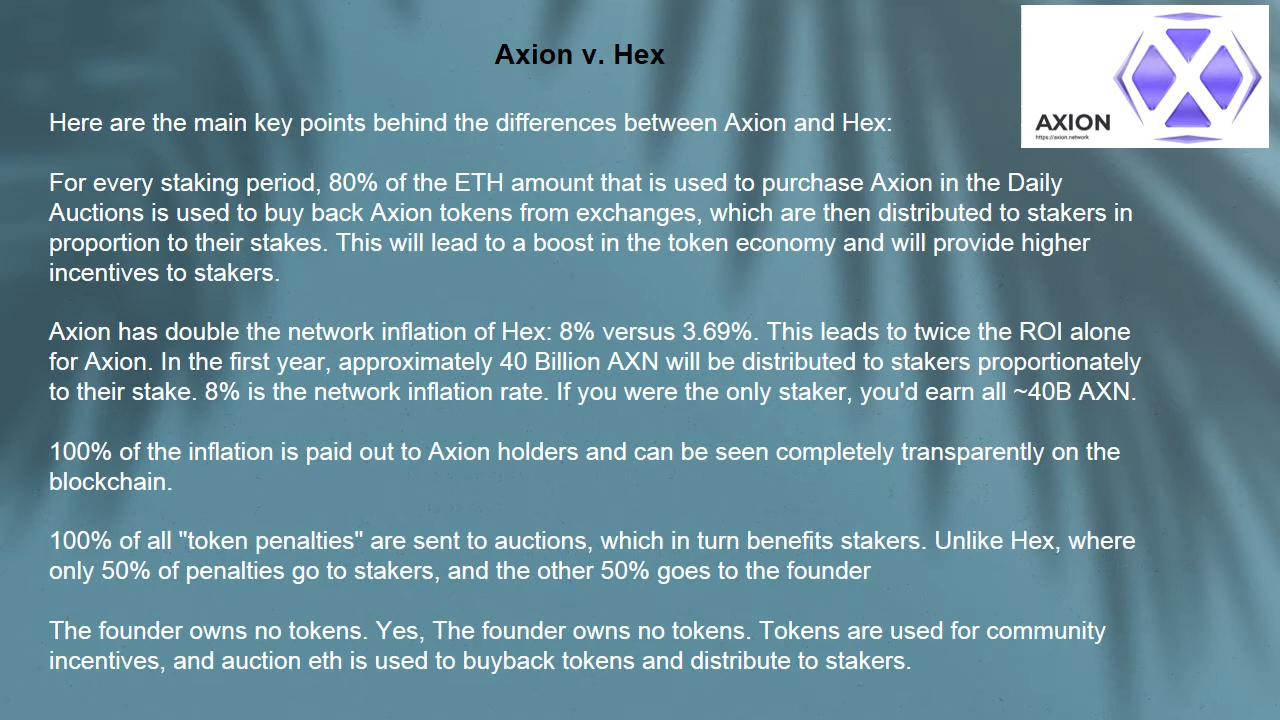 Axion v. Hex
AXION
https://axion.network
Here are the main key points behind the differences between Axion and Hex:
For every staking period, 80% of the ETH amount that is used to purchase Axion in the Daily
Auctions is used to buy back Axion tokens from exchanges, which are then distributed to stakers in
proportion to their stakes. This will lead to a boost in the token economy and will provide higher
incentives to stakers.
Axion has double the network inflation of Hex: 8% versus 3.69%. This leads to twice the ROI alone
for Axion. In the first year, approximately 40 Billion AXN will be distributed to stakers proportionately
to their stake. 8% is the network inflation rate. If you were the only staker, you'd earn all ~40B AXN.
100% of the inflation is paid out to Axion holders and can be seen completely transparently on the
blockchain.
100% of all "token penalties" are sent to auctions, which in turn benefits stakers. Unlike Hex, where
only 50% of penalties go to stakers, and the other 50% goes to the founder
The founder owns no tokens. Yes, The founder owns no tokens. Tokens are used for community
incentives, and auction eth is used to buyback tokens and distribute to stakers.